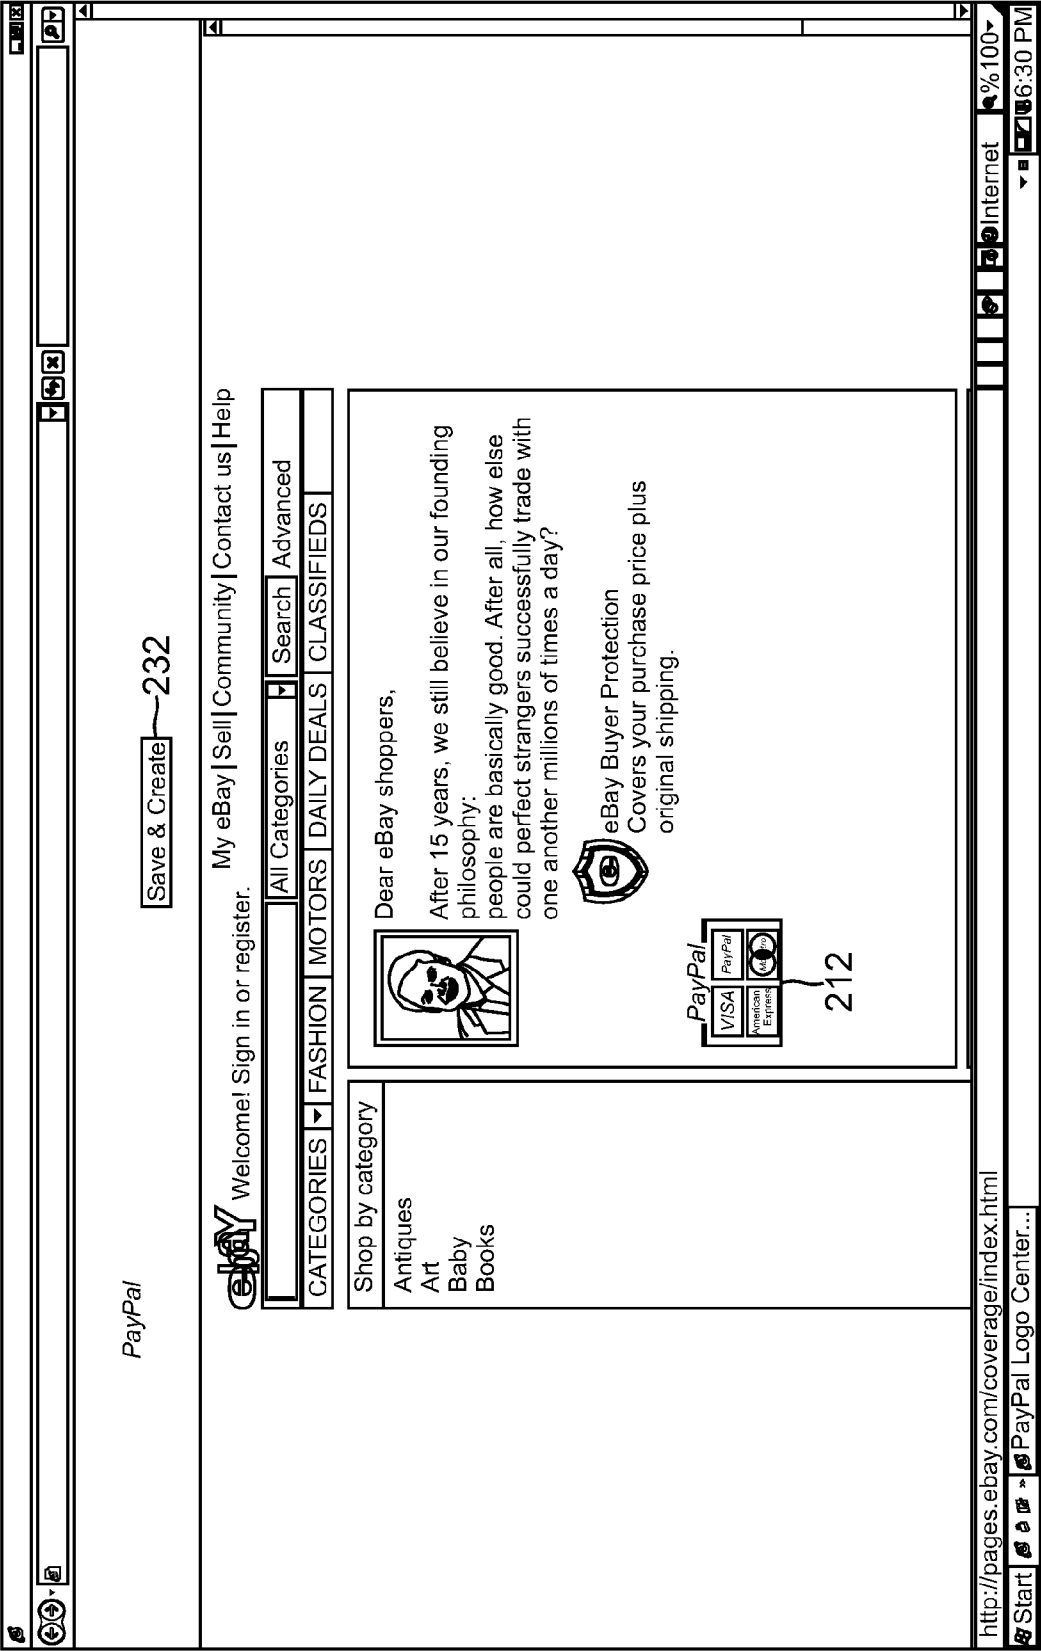 PayPal
Save & Create 232
ebaY Welcome! Sign in or register. My eBay|Sell|Community|Contact us|Help
All Categories Search Advanced
CATEGORIES FASHION MOTORS DAILY DEALS CLASSIFIEDS
Shop by category
Antiques
Art
Baby
Books
Dear eBay shoppers,
After 15 years, we still believe in our founding
philosophy:
people are basically good. After all, how else
could perfect strangers successfully trade with
one another millions of times a day?
e
eBay Buyer Protection
Covers your purchase price plus
original shipping.
PayPal
VISA PayPal
American
Express
212
http://pages.ebay.com/coverage/index.html
Internet %100
Start » PayPal Logo Center... 6:30 PM